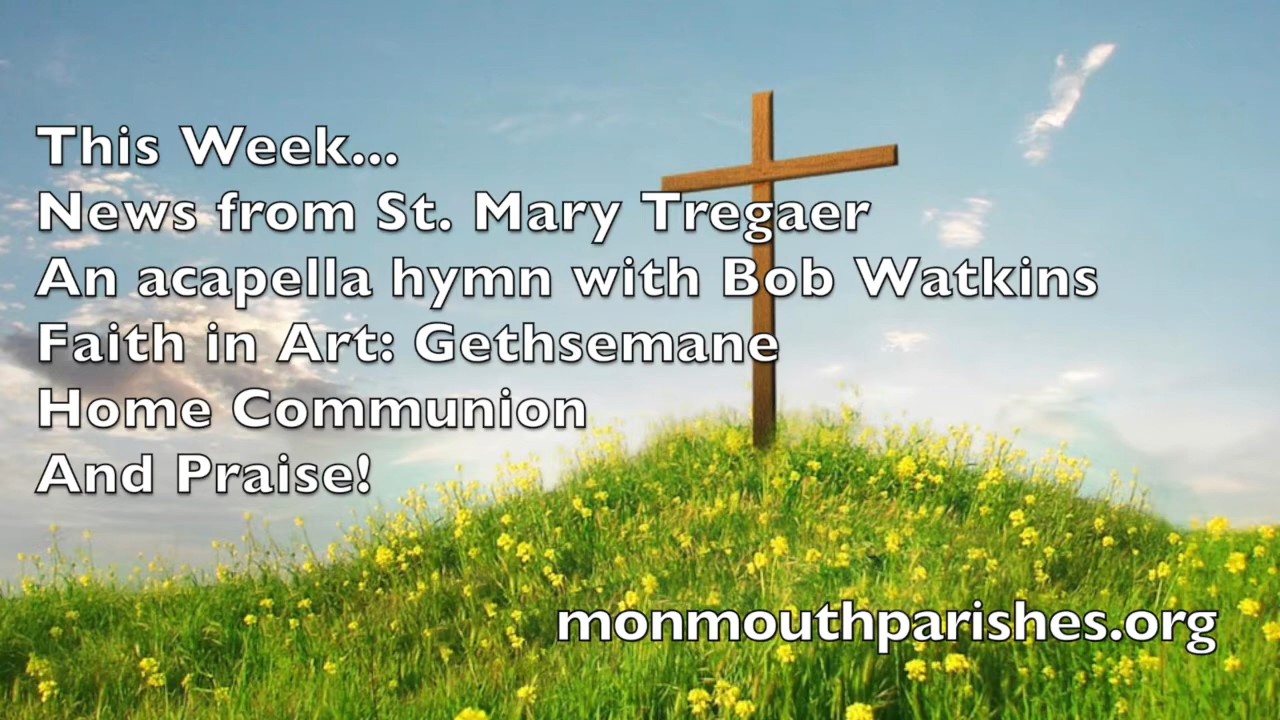 This Week...
News from St. Mary Tregaer
An acapella hymn with Bob Watkins
Faith in Art: Gethsemane
Home Communion
And Praise!
monmouthparishes.org